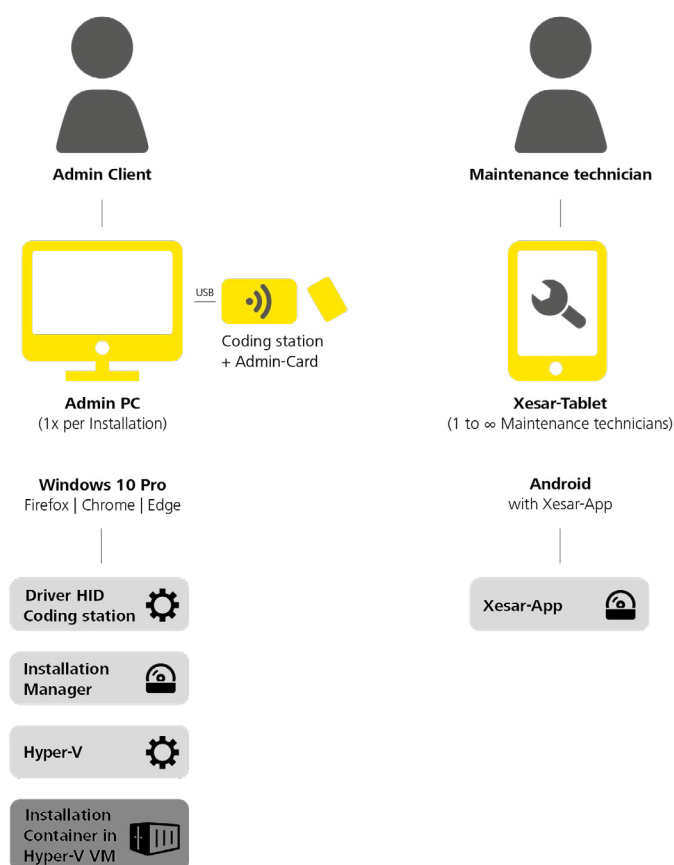 Admin Client
USB
Coding station
+ Admin-Card
Admin PC
(1x per Installation)
Windows 10 Pro
Firefox | Chrome | Edge
Driver HID
Coding station
Installation
Manager
Hyper-V
Installation
Container in
Hyper-V VM
Maintenance technician
Xesar-Tablet
(1 to ∞ Maintenance technicians)
Android
with Xesar-App
Xesar-App